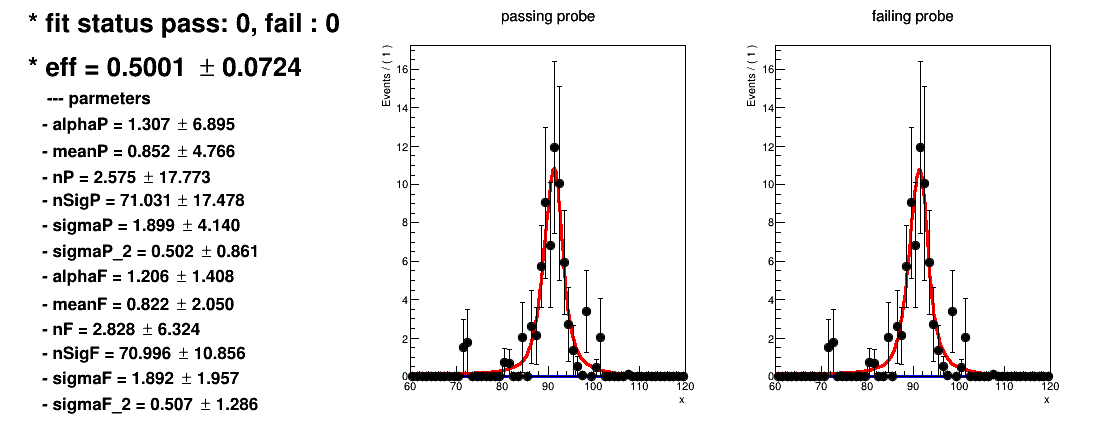 * fit status pass: 0, fail : 0
* eff = 0.5001 ± 0.0724
--- parmeters
- alphaP = 1.307 ± 6.895
- meanP = 0.852 ± 4.766
- nP = 2.575 ± 17.773
- nSigP = 71.031 ± 17.478
- sigmaP = 1.899 ± 4.140
- sigmaP_2 = 0.502 ± 0.861
- alphaF = 1.206 ± 1.408
- meanF = 0.822 ± 2.050
- nF = 2.828 ± 6.324
- nSigF = 70.996 ± 10.856
- sigmaF = 1.892 ± 1.957
- sigmaF_2 = 0.507 ± 1.286
passing probe
Events / ( 1 )
16
14
12
10
8
6
4
2
0
60 70 80 90 100 110 120
x
failing probe
Events / ( 1 )
16
14
12
10
8
6
4
2
0
60 70 80 90 100 110 120
x